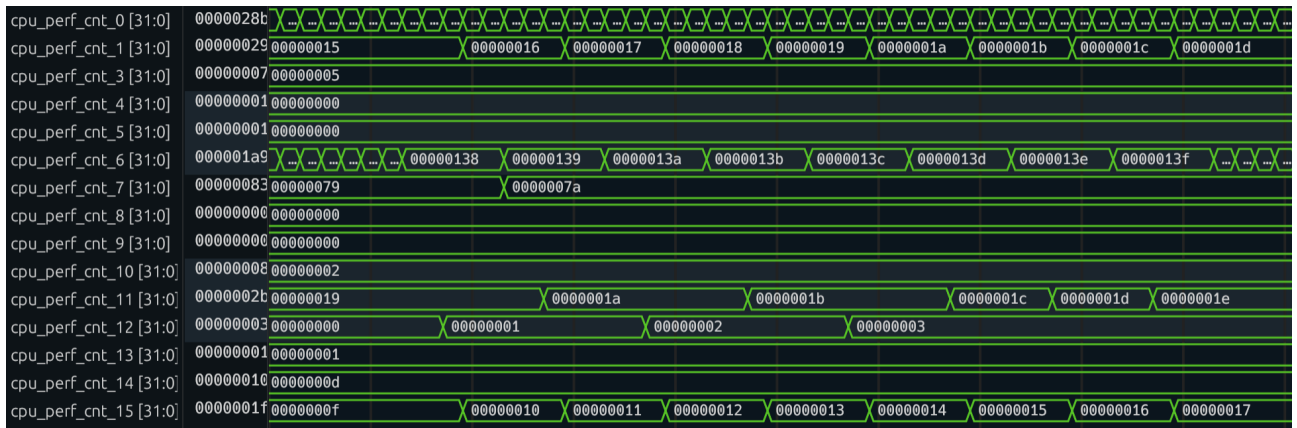 cpu_perf_cnt_0 [31:0] 0000028b ... ... ... ... ... ... ... ... ... ... ... ... ... ... ... ... ... ... ... ... ... ... ... ... ... ... ... ... ... ... ... ... ... ... ... ... ... ... ... ... ... ... ... ... ... ... ... ... ... ...
cpu_perf_cnt_1 [31:0] 00000029 00000015 00000016 00000017 00000018 00000019 0000001a 0000001b 0000001c 0000001d
cpu_perf_cnt_3 [31:0] 00000007 00000005
cpu_perf_cnt_4 [31:0] 00000001 00000000
cpu_perf_cnt_5 [31:0] 00000001 00000000
cpu_perf_cnt_6 [31:0] 000001a9 ... ... ... ... ... ... 00000138 00000139 0000013a 0000013b 0000013c 0000013d 0000013e 0000013f ... ... ... ...
cpu_perf_cnt_7 [31:0] 00000083 00000079 0000007a
cpu_perf_cnt_8 [31:0] 00000000 00000000
cpu_perf_cnt_9 [31:0] 00000000 00000000
cpu_perf_cnt_10 [31:0] 00000008 00000002
cpu_perf_cnt_11 [31:0] 0000002b 00000019 0000001a 0000001b 0000001c 0000001d 0000001e
cpu_perf_cnt_12 [31:0] 00000003 00000000 00000001 00000002 00000003
cpu_perf_cnt_13 [31:0] 00000001 00000001
cpu_perf_cnt_14 [31:0] 00000010 0000000d
cpu_perf_cnt_15 [31:0] 0000001f 0000000f 00000010 00000011 00000012 00000013 00000014 00000015 00000016 00000017